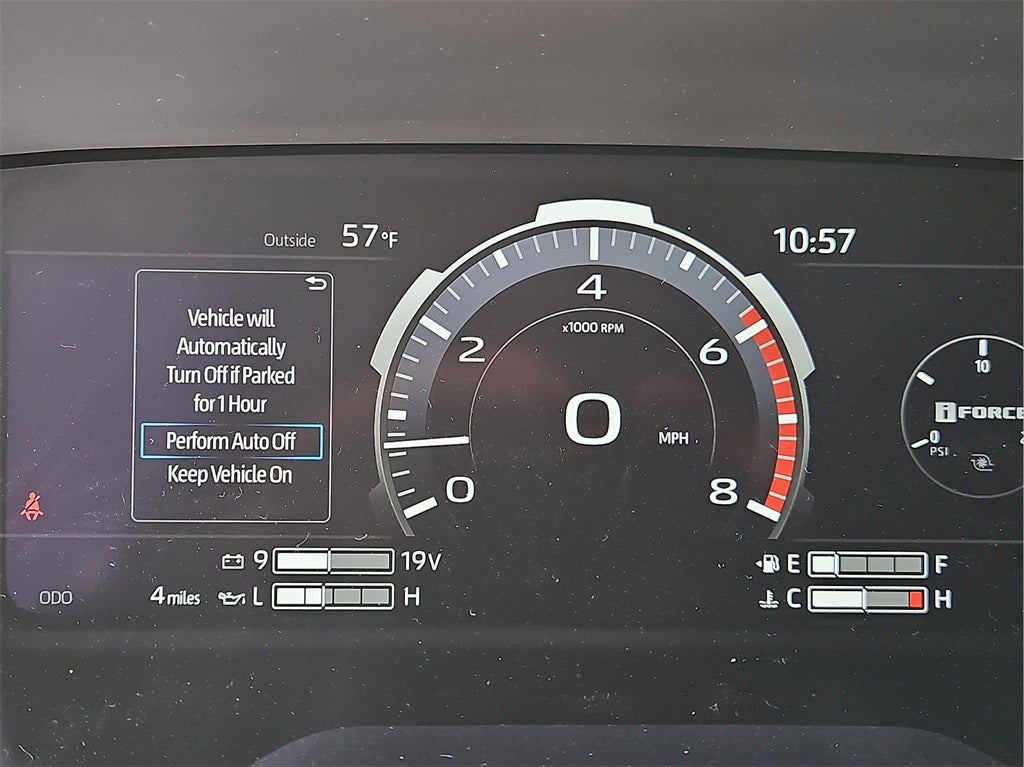 Outside 57°F
10:57
Vehicle will
Automatically
Turn Off if Parked
for 1 Hour
Perform Auto Off
Keep Vehicle On
0
2
4
6
8
x1000 RPM
0 MPH
10
i FORCE
0
PSI
9 19V
L H
E F
C H
ODO 4 miles